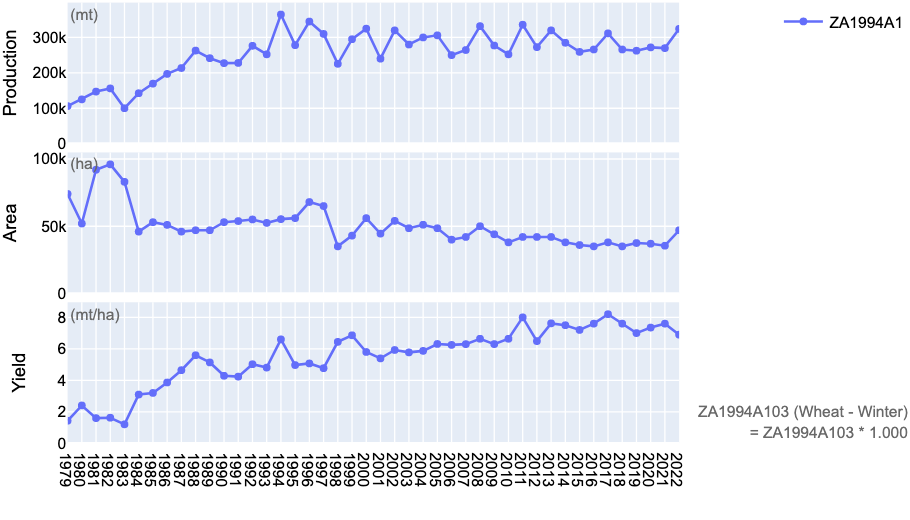 (mt)
ZA1994A1
Production
300k
200k
100k
0
(ha)
Area
100k
50k
0
(mt/ha)
Yield
8
6
4
2
0
ZA1994A103 (Wheat - Winter)
= ZA1994A103 * 1.000
1979 1980 1981 1982 1983 1984 1985 1986 1987 1988 1989 1990 1991 1992 1993 1994 1995 1996 1997 1998 1999 2000 2001 2002 2003 2004 2005 2006 2007 2008 2009 2010 2011 2012 2013 2014 2015 2016 2017 2018 2019 2020 2021 2022